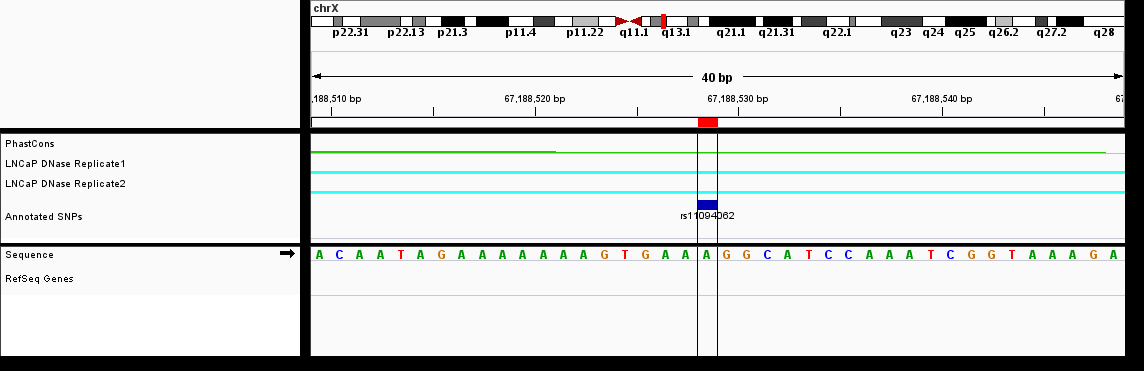 chrX
p22.31 p22.13 p21.3 p11.4 p11.22 q11.1 q13.1 q21.1 q21.31 q22.1 q23 q24 q25 q26.2 q27.2 q28
40 bp
,188,510 bp 67,188,520 bp 67,188,530 bp 67,188,540 bp 67
PhastCons
LNCaP DNase Replicate1
LNCaP DNase Replicate2
Annotated SNPs
rs11094062
Sequence A C A A T A G A A A A A A A G T G A A A G G C A T C C A A A T C G G T A A A G A
RefSeq Genes